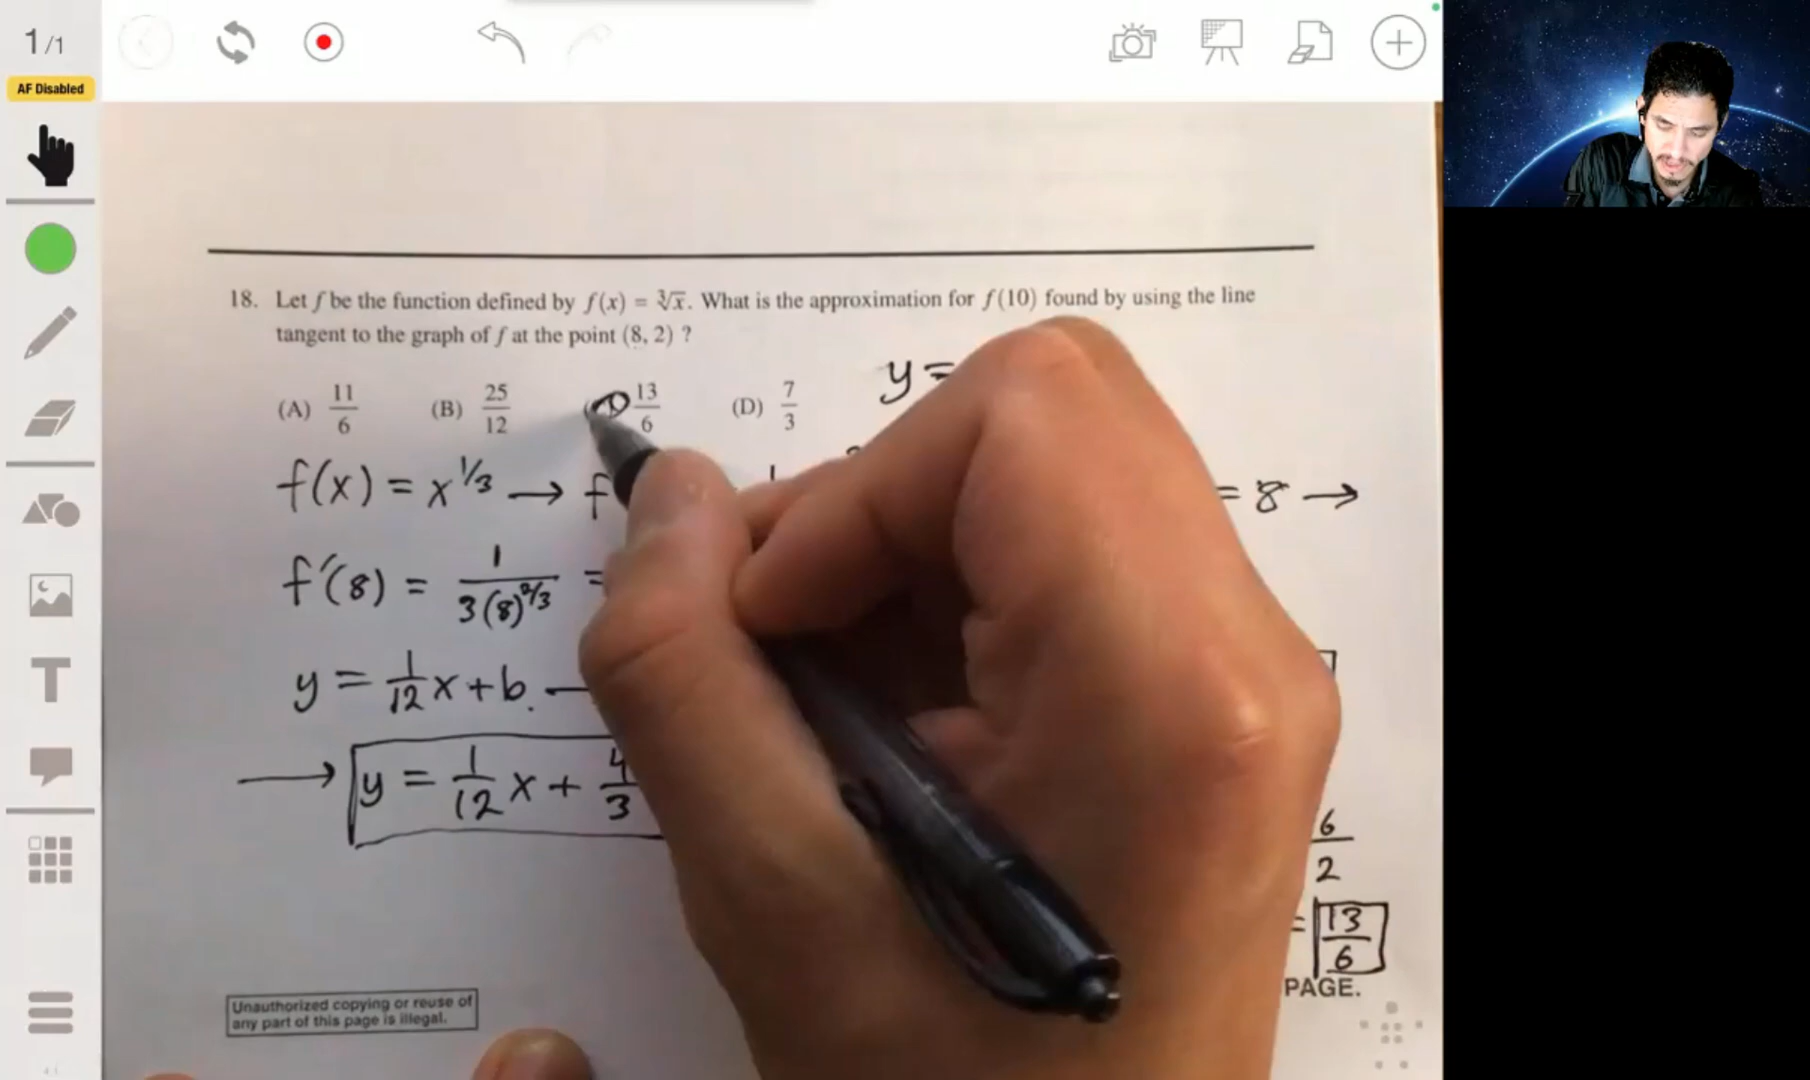 1/1
AF Disabled
18. Let f be the function defined by f(x) = ∛x. What is the approximation for f(10) found by using the line
tangent to the graph of f at the point (8, 2) ?
y=
(A) 11/6 (B) 25/12 13/6 (D) 7/3
f(x) = x^1/3 → f = 8 →
f′(8) = 1/3(8)^2/3 =
y = 1/12 x + b.
→ y = 1/12 x + 4/3
6/2
= 13/6
PAGE.
Unauthorized copying or reuse of
any part of this page is illegal.
T